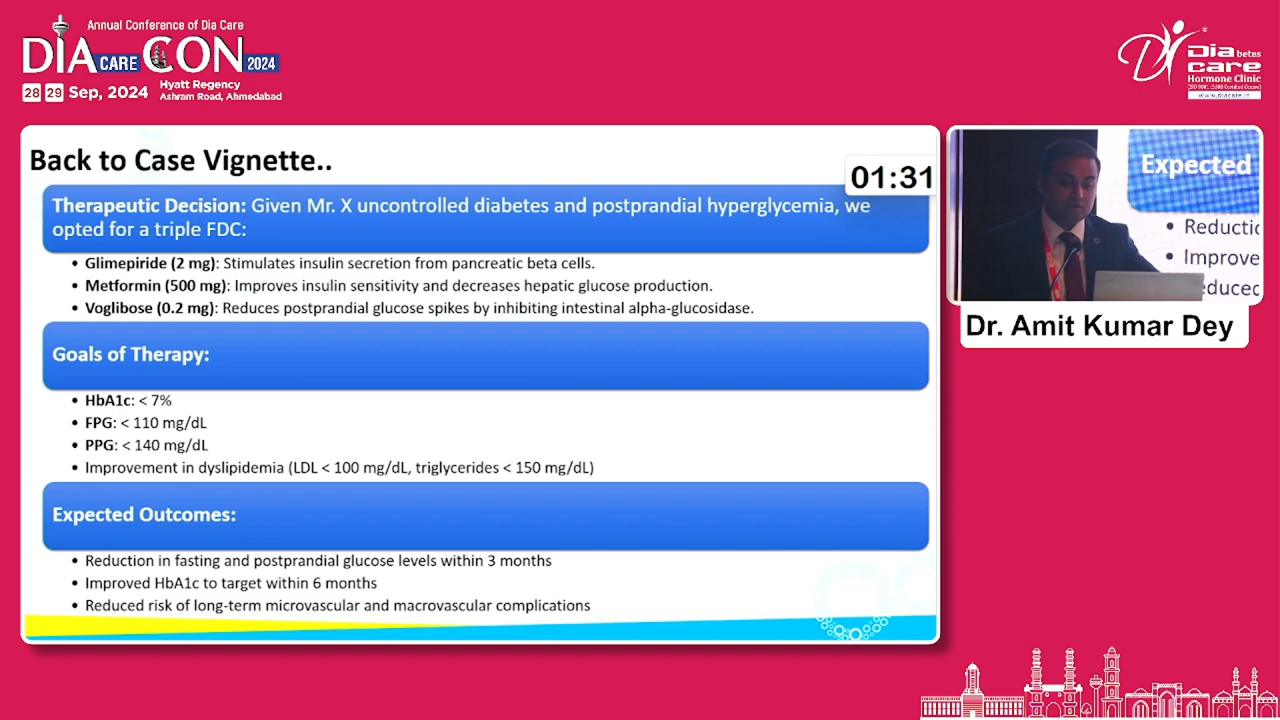 Annual Conference of Dia Care
DIA CARE CON 2024
28 29 Sep, 2024
Hyatt Regency
Ashram Road, Ahmedabad
Diabetes
care
Hormone Clinic
www.diacare.in
Back to Case Vignette..
01:31
Therapeutic Decision: Given Mr. X uncontrolled diabetes and postprandial hyperglycemia, we
opted for a triple FDC:
• Glimepiride (2 mg): Stimulates insulin secretion from pancreatic beta cells.
• Metformin (500 mg): Improves insulin sensitivity and decreases hepatic glucose production.
• Voglibose (0.2 mg): Reduces postprandial glucose spikes by inhibiting intestinal alpha-glucosidase.
Goals of Therapy:
• HbA1c: < 7%
• FPG: < 110 mg/dL
• PPG: < 140 mg/dL
• Improvement in dyslipidemia (LDL < 100 mg/dL, triglycerides < 150 mg/dL)
Expected Outcomes:
• Reduction in fasting and postprandial glucose levels within 3 months
• Improved HbA1c to target within 6 months
• Reduced risk of long-term microvascular and macrovascular complications
Expected
• Reductio
• Improve
educed
Dr. Amit Kumar Dey